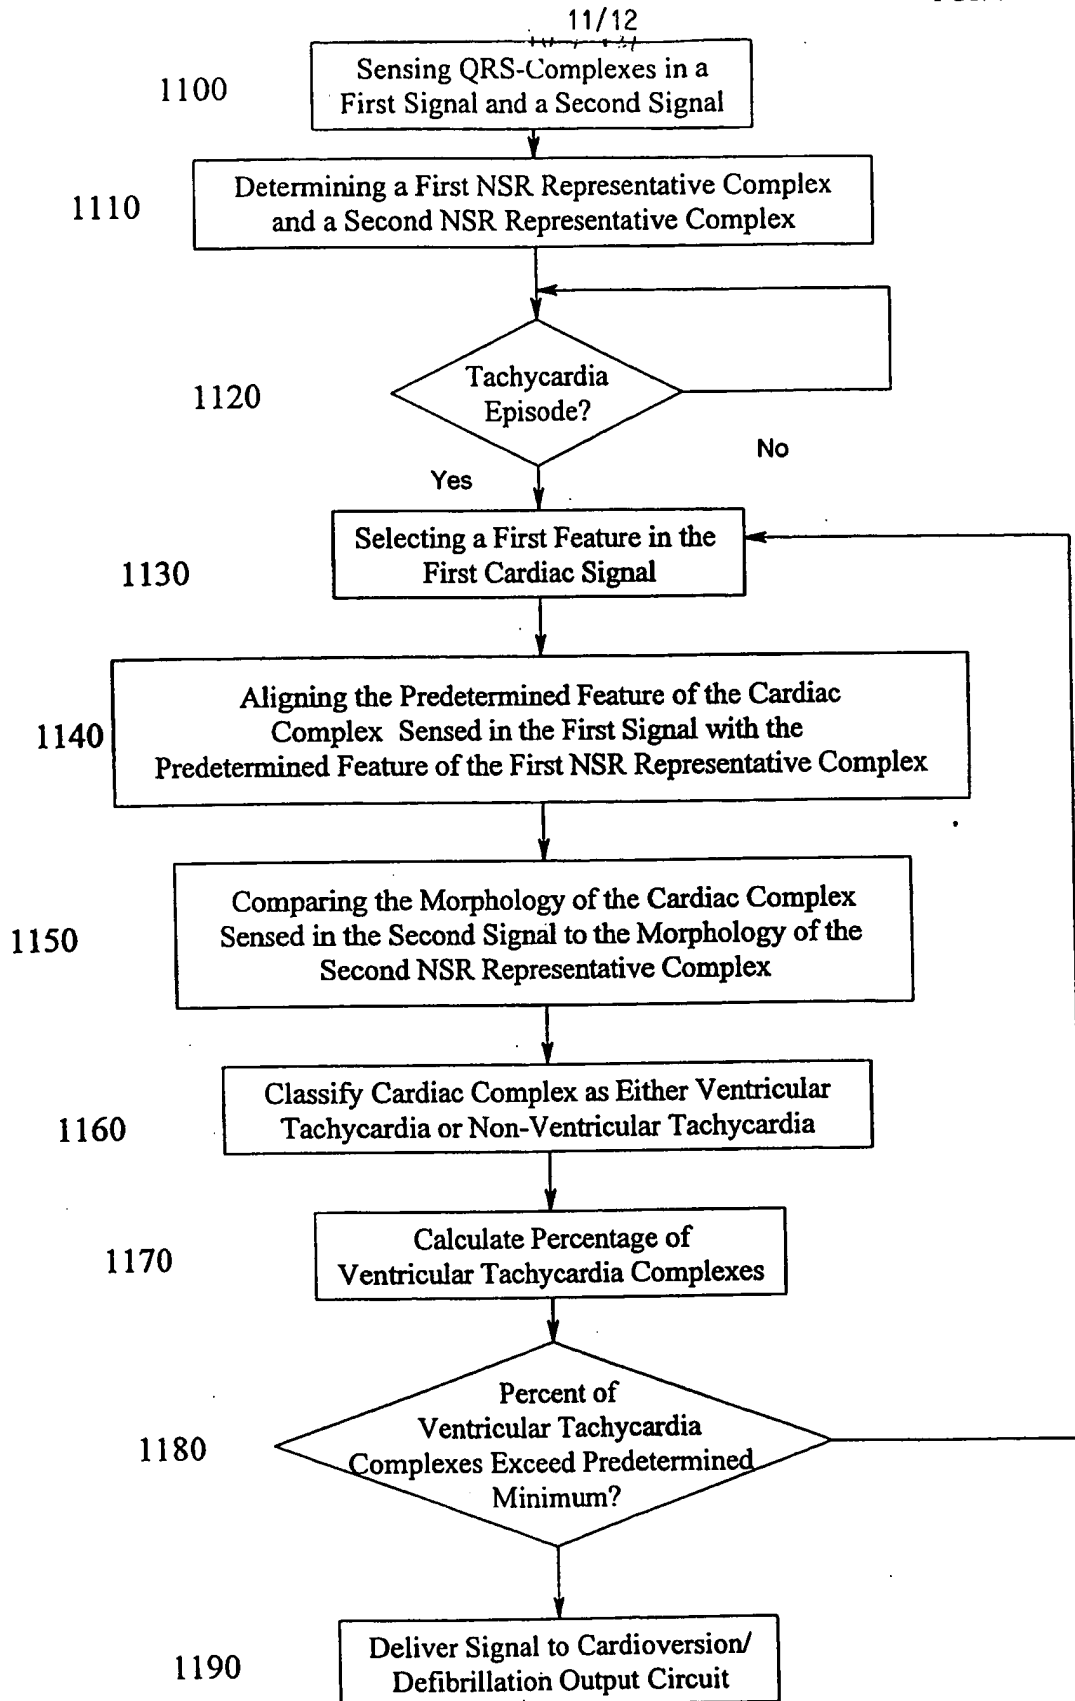 11/12
1100
Sensing QRS-Complexes in a
First Signal and a Second Signal
1110
Determining a First NSR Representative Complex
and a Second NSR Representative Complex
1120
Tachycardia
Episode?
No
Yes
1130
Selecting a First Feature in the
First Cardiac Signal
1140
Aligning the Predetermined Feature of the Cardiac
Complex Sensed in the First Signal with the
Predetermined Feature of the First NSR Representative Complex
1150
Comparing the Morphology of the Cardiac Complex
Sensed in the Second Signal to the Morphology of the
Second NSR Representative Complex
1160
Classify Cardiac Complex as Either Ventricular
Tachycardia or Non-Ventricular Tachycardia
1170
Calculate Percentage of
Ventricular Tachycardia Complexes
1180
Percent of
Ventricular Tachycardia
Complexes Exceed Predetermined
Minimum?
1190
Deliver Signal to Cardioversion/
Defibrillation Output Circuit